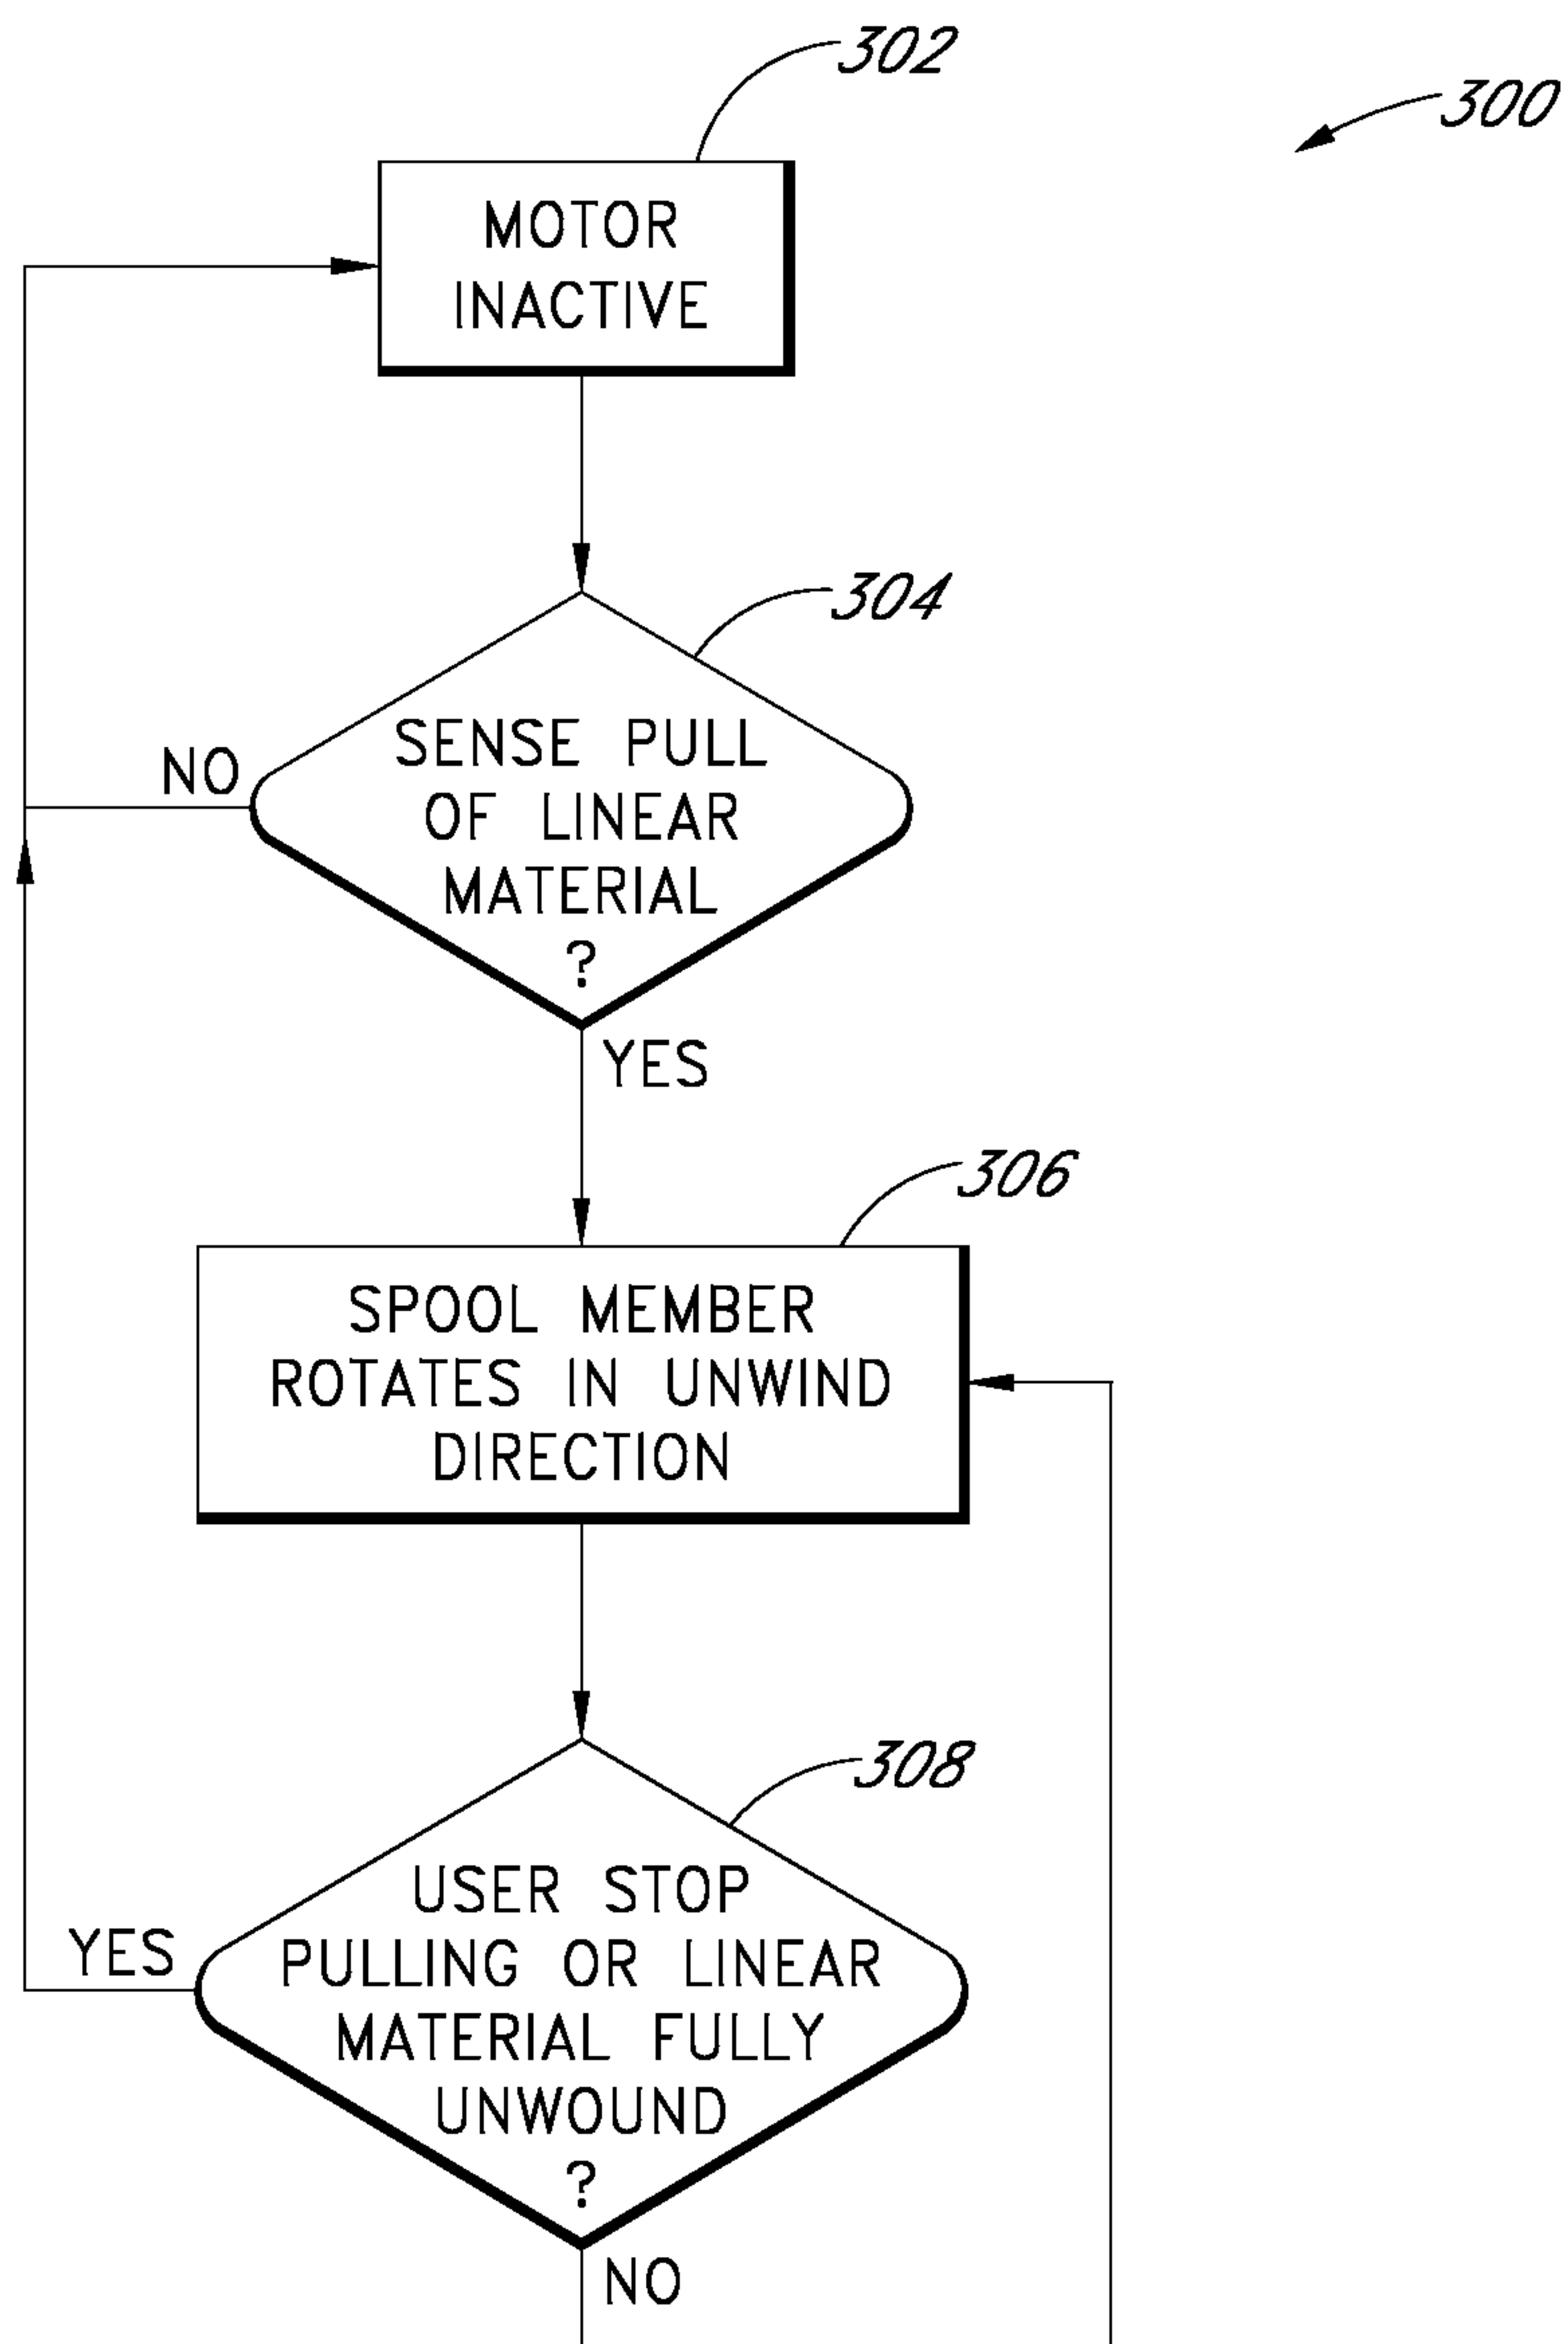 302
300
MOTOR
INACTIVE
304
SENSE PULL
OF LINEAR
MATERIAL
?
NO
YES
306
SPOOL MEMBER
ROTATES IN UNWIND
DIRECTION
308
USER STOP
PULLING OR LINEAR
MATERIAL FULLY
UNWOUND
?
YES
NO